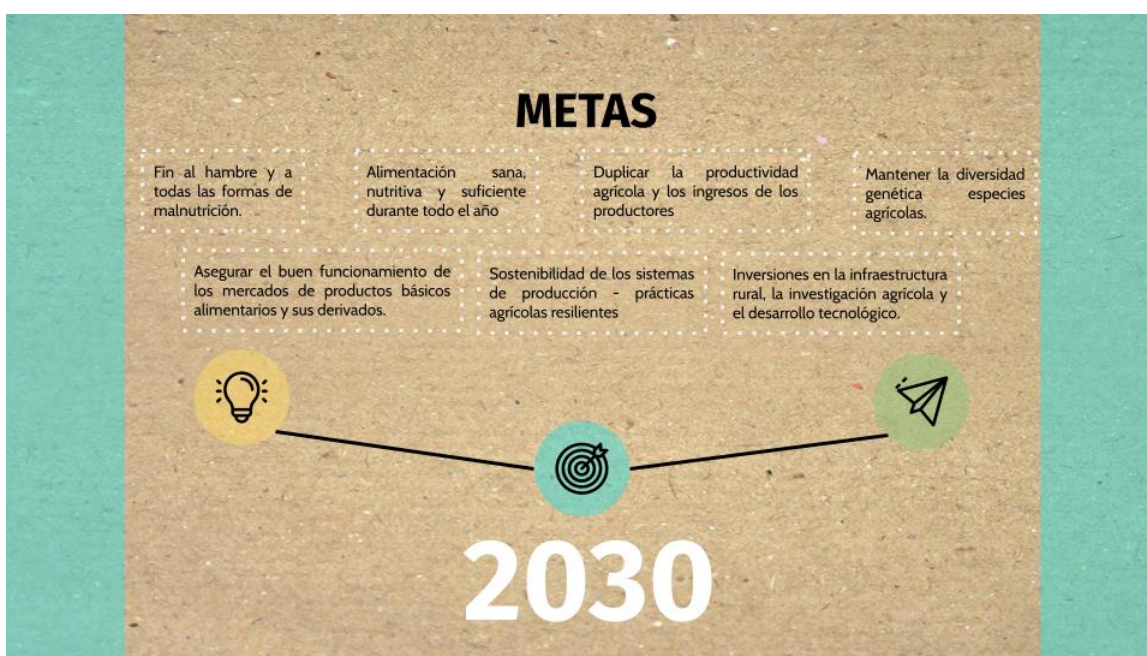 METAS
Fin al hambre y a
todas las formas de
malnutrición.
Alimentación sana,
nutritiva y suficiente
durante todo el año
Duplicar la productividad
agrícola y los ingresos de los
productores
Mantener la diversidad
genética especies
agrícolas.
Asegurar el buen funcionamiento de
los mercados de productos básicos
alimentarios y sus derivados.
Sostenibilidad de los sistemas
de producción - prácticas
agrícolas resilientes
Inversiones en la infraestructura
rural, la investigación agrícola y
el desarrollo tecnológico.
2030